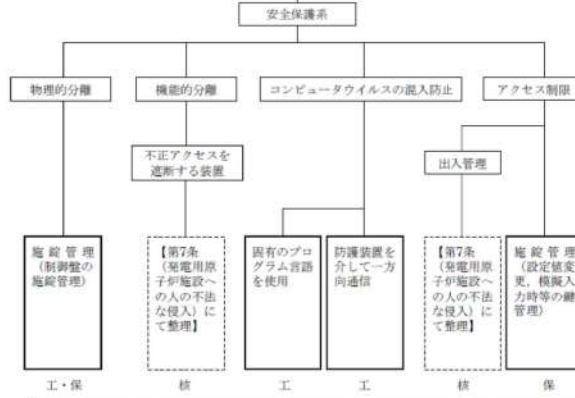 安全保護系
物理的分離
機能的分離
コンピュータウイルスの混入防止
アクセス制限
不正アクセスを
遮断する装置
出入管理
施錠管理
（制御盤の
施錠管理）
【第7条
（発電用原
子炉施設へ
の人の不法
な侵入）に
て整理】
固有のプロ
グラム言語
を使用
防護装置を
介して一方
向通信
【第7条
（発電用原
子炉施設へ
の人の不法
な侵入）に
て整理】
施錠管理
（設定値変
更，模擬入
力時等の鍵
管理）
工・保
核
工
工
核
保